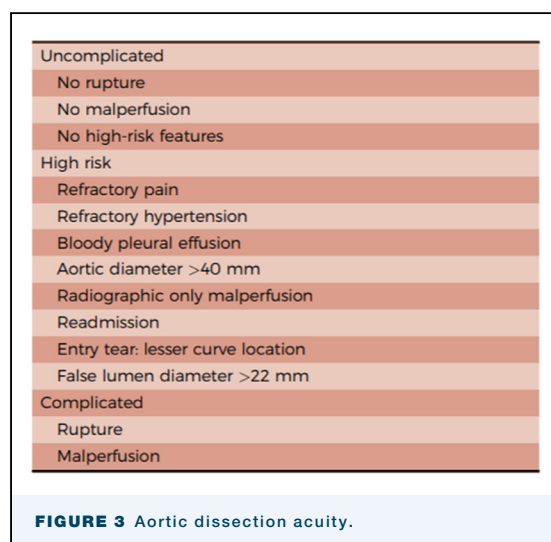 Uncomplicated
No rupture
No malperfusion
No high-risk features
High risk
Refractory pain
Refractory hypertension
Bloody pleural effusion
Aortic diameter >40 mm
Radiographic only malperfusion
Readmission
Entry tear: lesser curve location
False lumen diameter >22 mm
Complicated
Rupture
Malperfusion
FIGURE 3 Aortic dissection acuity.